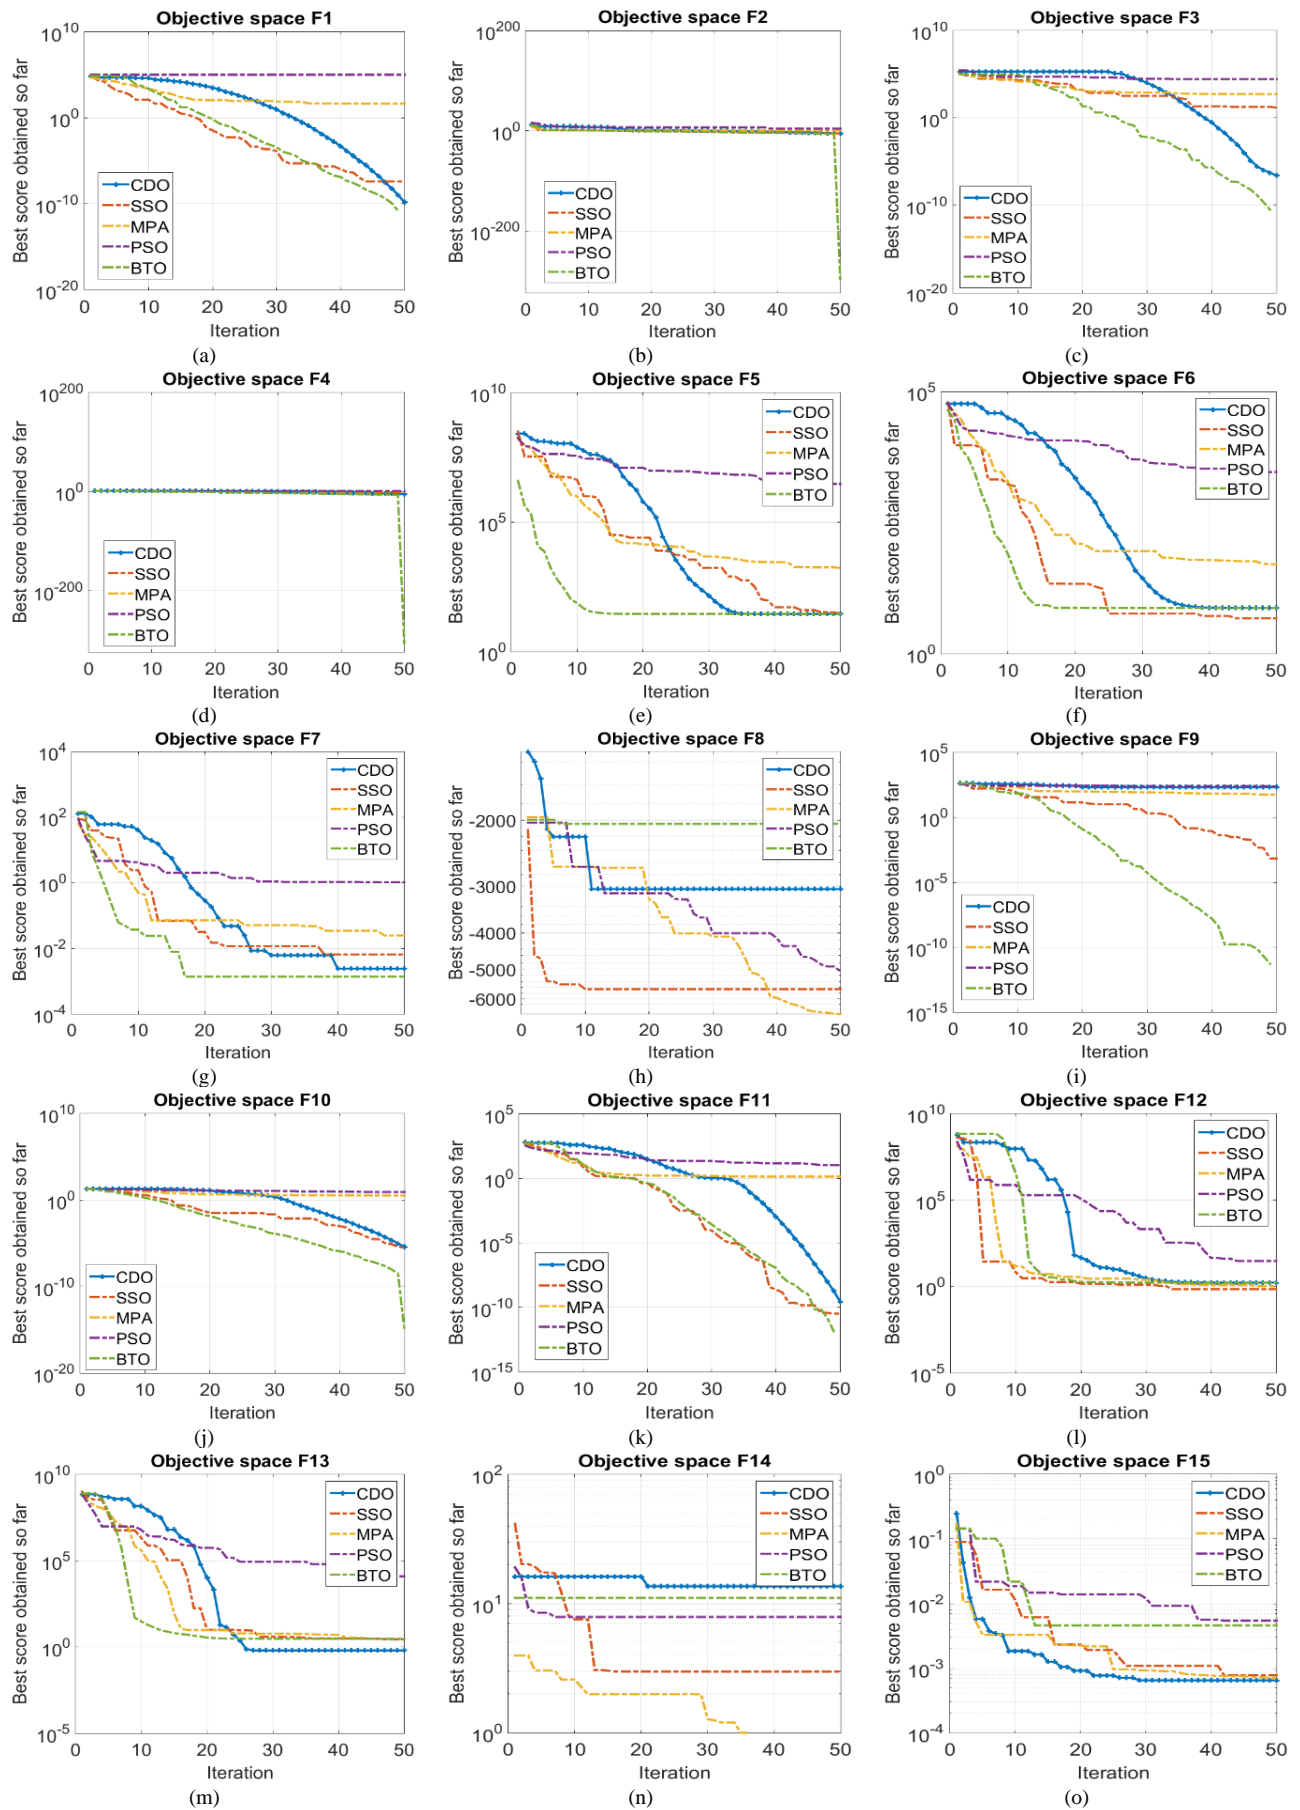 Objective space F1
Best score obtained so far
10^10
10^0
10^-10
10^-20
CDO
SSO
MPA
PSO
BTO
0 10 20 30 40 50
Iteration
(a)
Objective space F2
Best score obtained so far
10^200
10^0
10^-200
CDO
SSO
MPA
PSO
BTO
0 10 20 30 40 50
Iteration
(b)
Objective space F3
Best score obtained so far
10^10
10^0
10^-10
10^-20
CDO
SSO
MPA
PSO
BTO
0 10 20 30 40 50
Iteration
(c)
Objective space F4
Best score obtained so far
10^200
10^0
10^-200
CDO
SSO
MPA
PSO
BTO
0 10 20 30 40 50
Iteration
(d)
Objective space F5
Best score obtained so far
10^10
10^5
10^0
CDO
SSO
MPA
PSO
BTO
0 10 20 30 40 50
Iteration
(e)
Objective space F6
Best score obtained so far
10^5
10^0
CDO
SSO
MPA
PSO
BTO
0 10 20 30 40 50
Iteration
(f)
Objective space F7
Best score obtained so far
10^4
10^2
10^0
10^-2
10^-4
CDO
SSO
MPA
PSO
BTO
0 10 20 30 40 50
Iteration
(g)
Objective space F8
Best score obtained so far
-2000
-3000
-4000
-5000
-6000
CDO
SSO
MPA
PSO
BTO
0 10 20 30 40 50
Iteration
(h)
Objective space F9
Best score obtained so far
10^5
10^0
10^-5
10^-10
10^-15
CDO
SSO
MPA
PSO
BTO
0 10 20 30 40 50
Iteration
(i)
Objective space F10
Best score obtained so far
10^10
10^0
10^-10
10^-20
CDO
SSO
MPA
PSO
BTO
0 10 20 30 40 50
Iteration
(j)
Objective space F11
Best score obtained so far
10^5
10^0
10^-5
10^-10
10^-15
CDO
SSO
MPA
PSO
BTO
0 10 20 30 40 50
Iteration
(k)
Objective space F12
Best score obtained so far
10^10
10^5
10^0
10^-5
CDO
SSO
MPA
PSO
BTO
0 10 20 30 40 50
Iteration
(l)
Objective space F13
Best score obtained so far
10^10
10^5
10^0
10^-5
CDO
SSO
MPA
PSO
BTO
0 10 20 30 40 50
Iteration
(m)
Objective space F14
Best score obtained so far
10^2
10^1
10^0
CDO
SSO
MPA
PSO
BTO
0 10 20 30 40 50
Iteration
(n)
Objective space F15
Best score obtained so far
10^0
10^-1
10^-2
10^-3
10^-4
CDO
SSO
MPA
PSO
BTO
0 10 20 30 40 50
Iteration
(o)